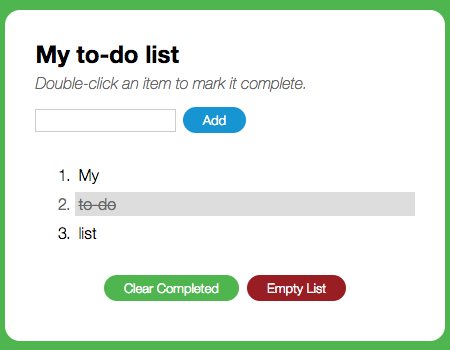 My to-do list
Double-click an item to mark it complete.
Add
1. My
2. to-do
3. list
Clear Completed Empty List